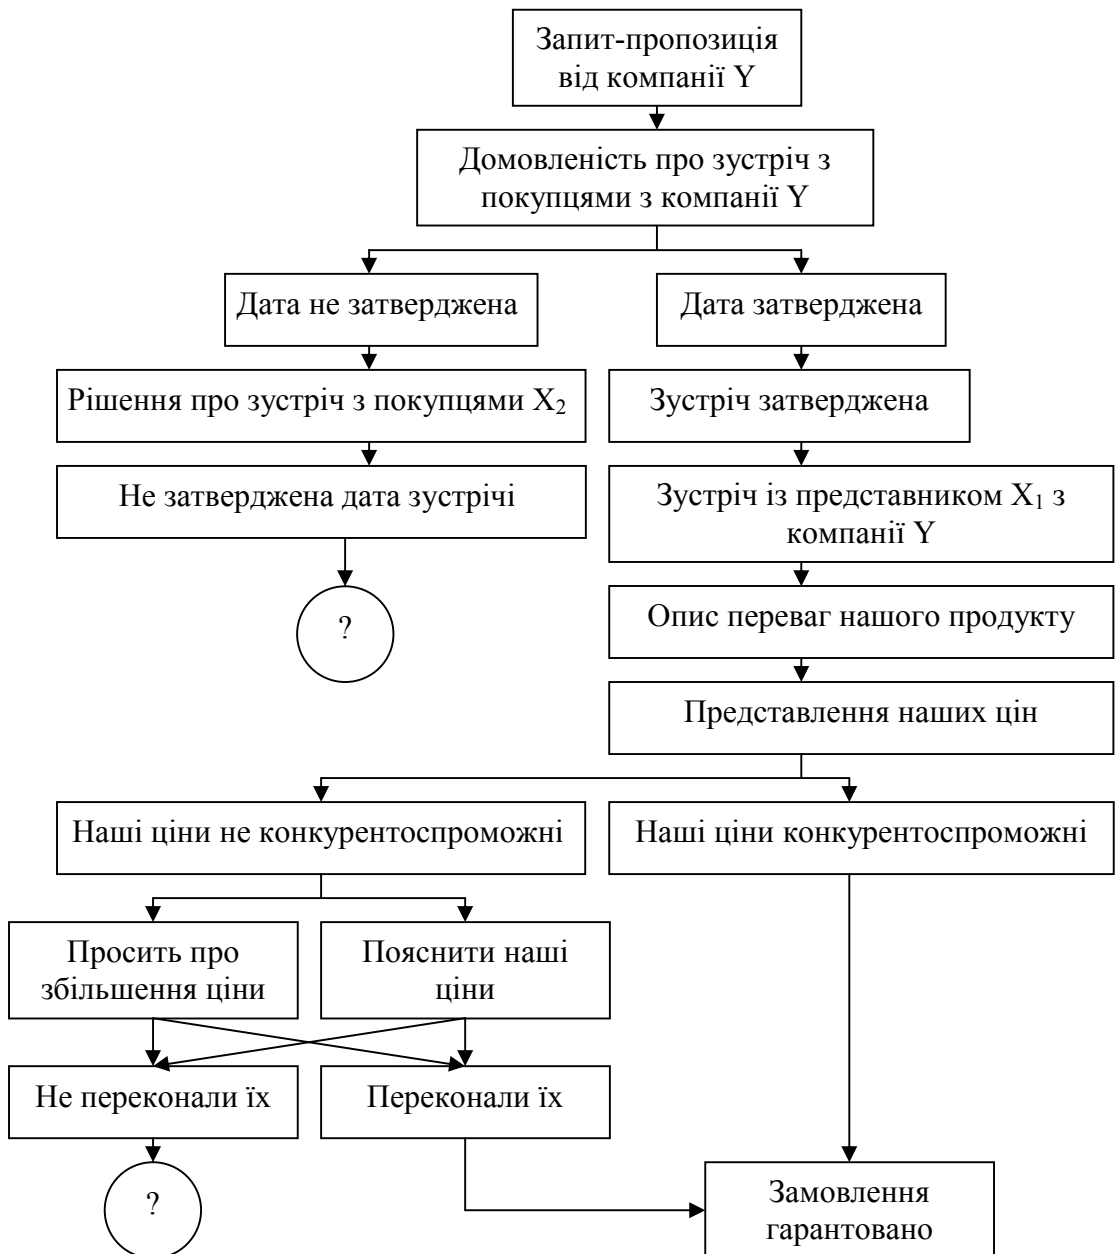 Запит-пропозиція
від компанії Y
Домовленість про зустріч з
покупцями з компанії Y
Дата не затверджена
Дата затверджена
Рішення про зустріч з покупцями X₂
Зустріч затверджена
Не затверджена дата зустрічі
Зустріч із представником X₁ з
компанії Y
?
Опис переваг нашого продукту
Представлення наших цін
Наші ціни не конкурентоспроможні
Наші ціни конкурентоспроможні
Просить про
збільшення ціни
Пояснити наші
ціни
Не переконали їх
Переконали їх
?
Замовлення
гарантовано